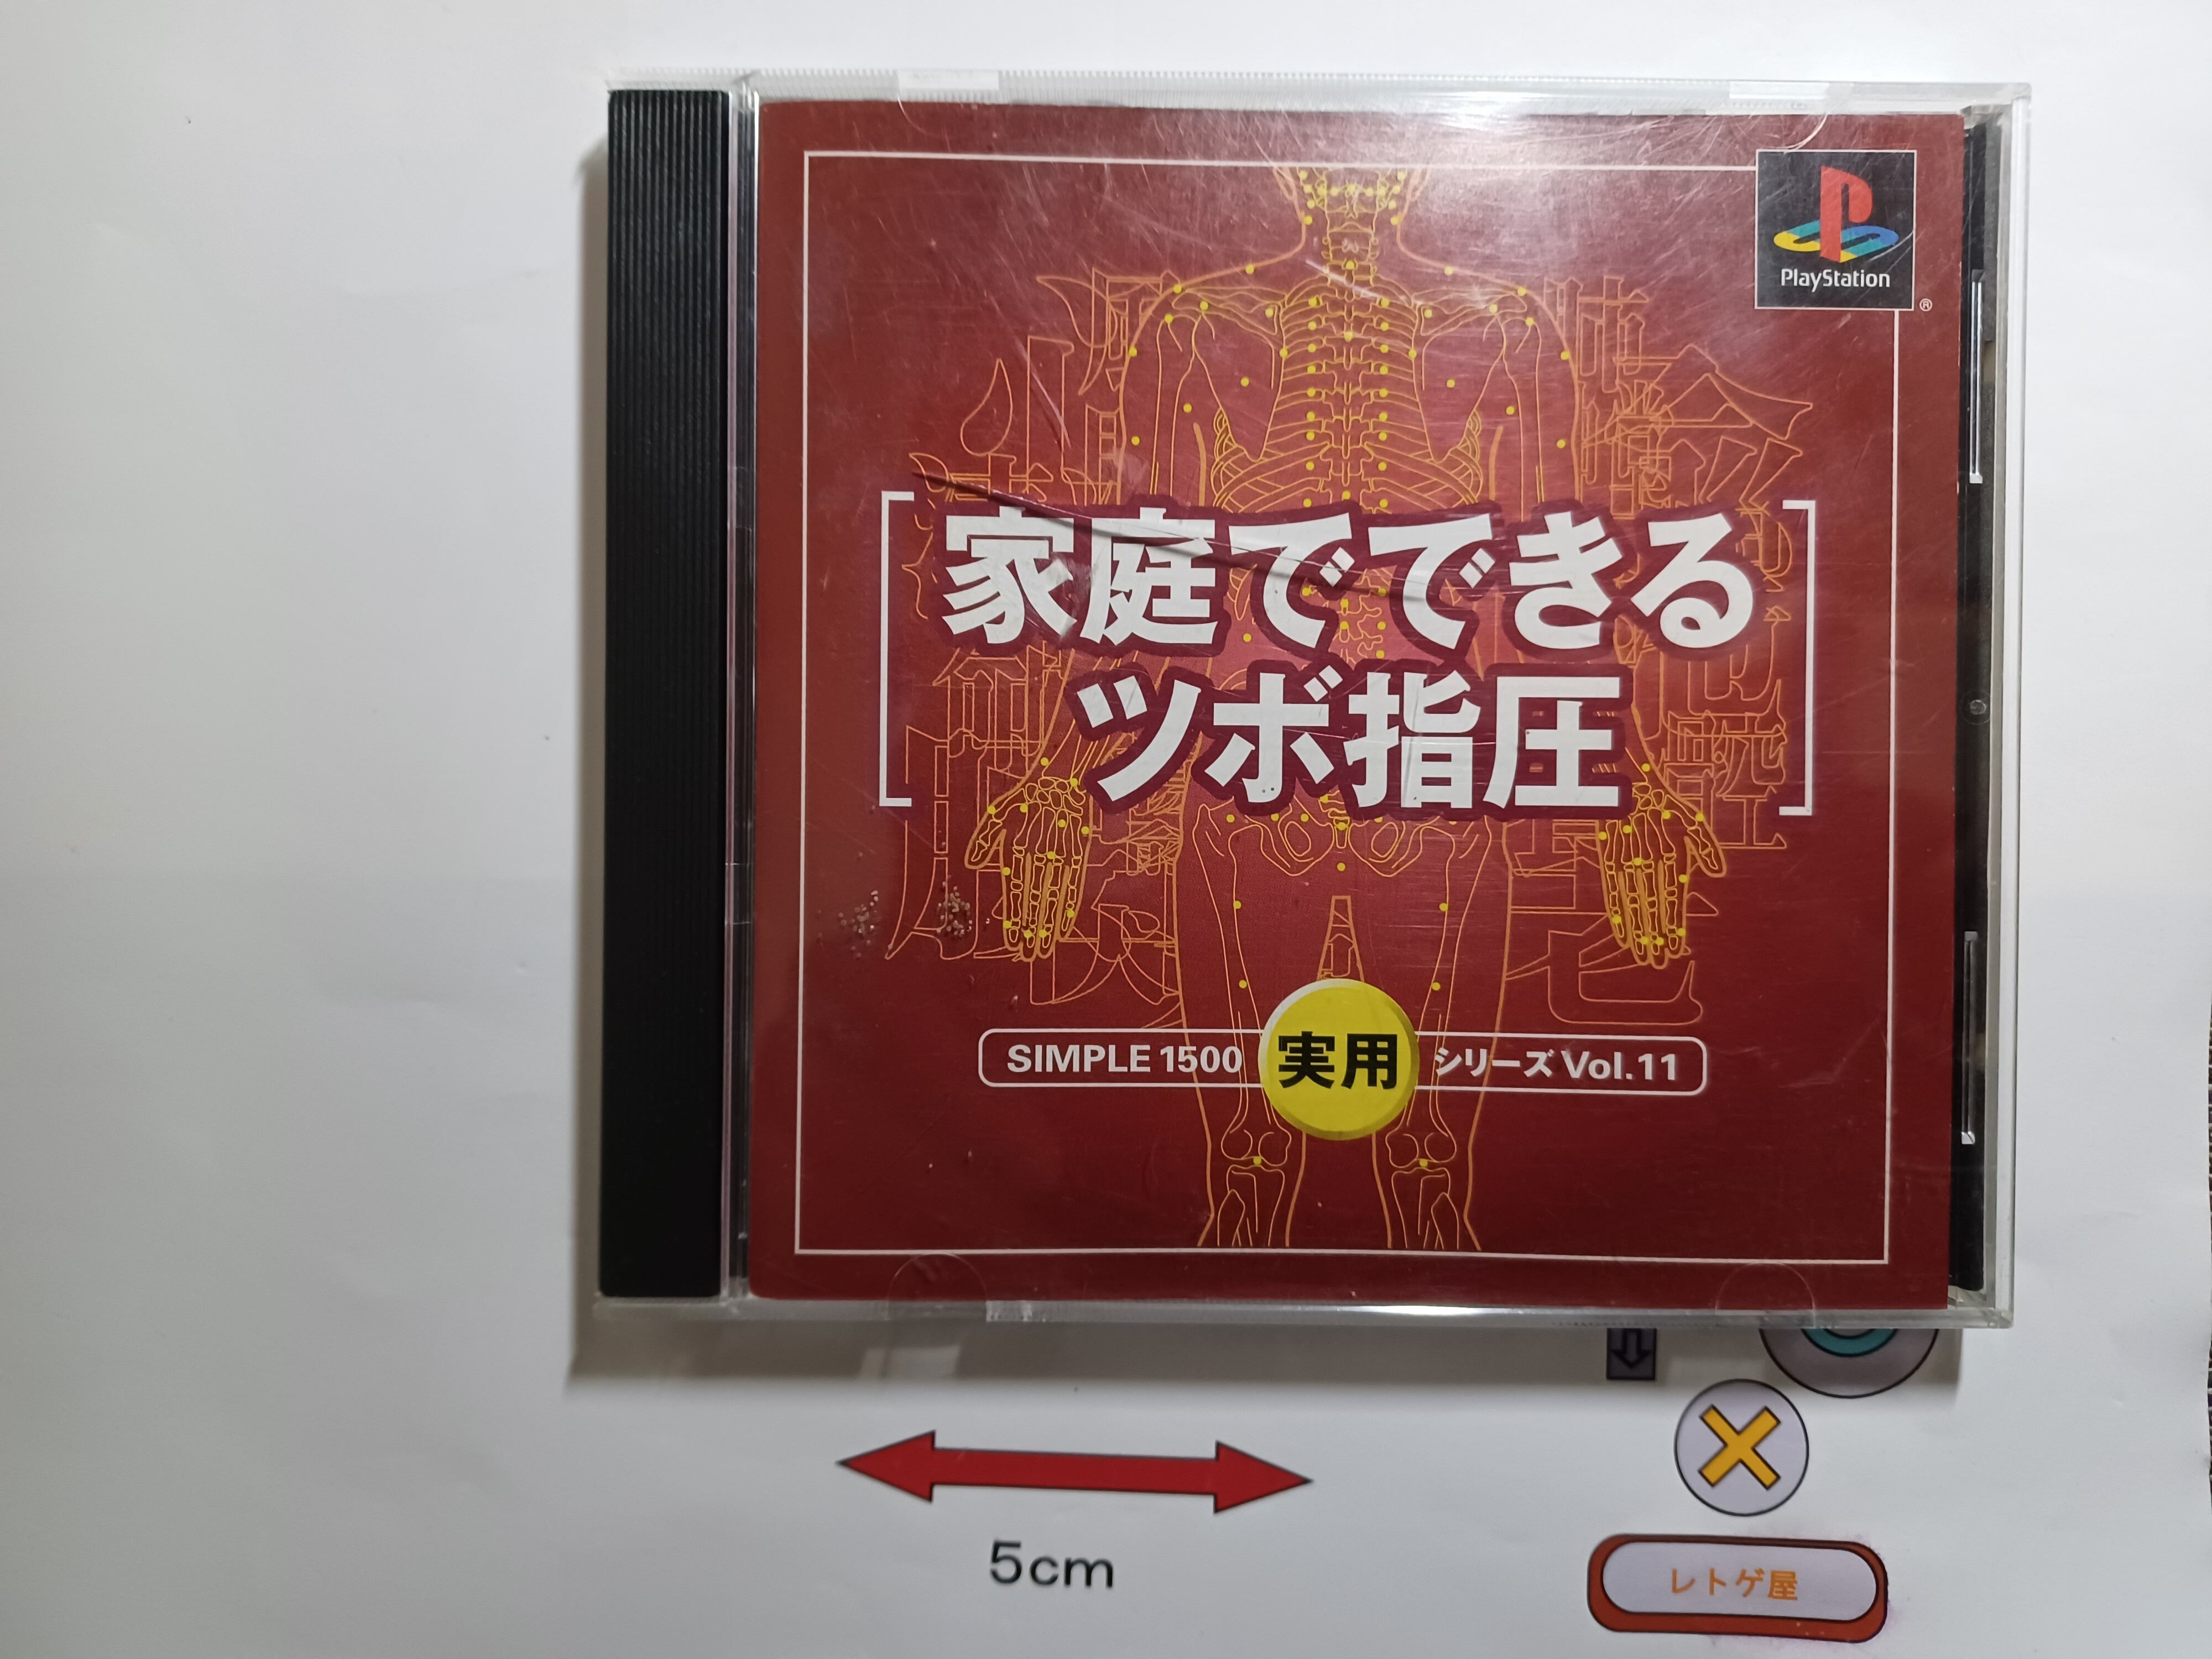 PlayStation
®
家庭でできる
ツボ指圧
SIMPLE 1500 実用 シリーズ Vol.11
5cm
レトゲ屋